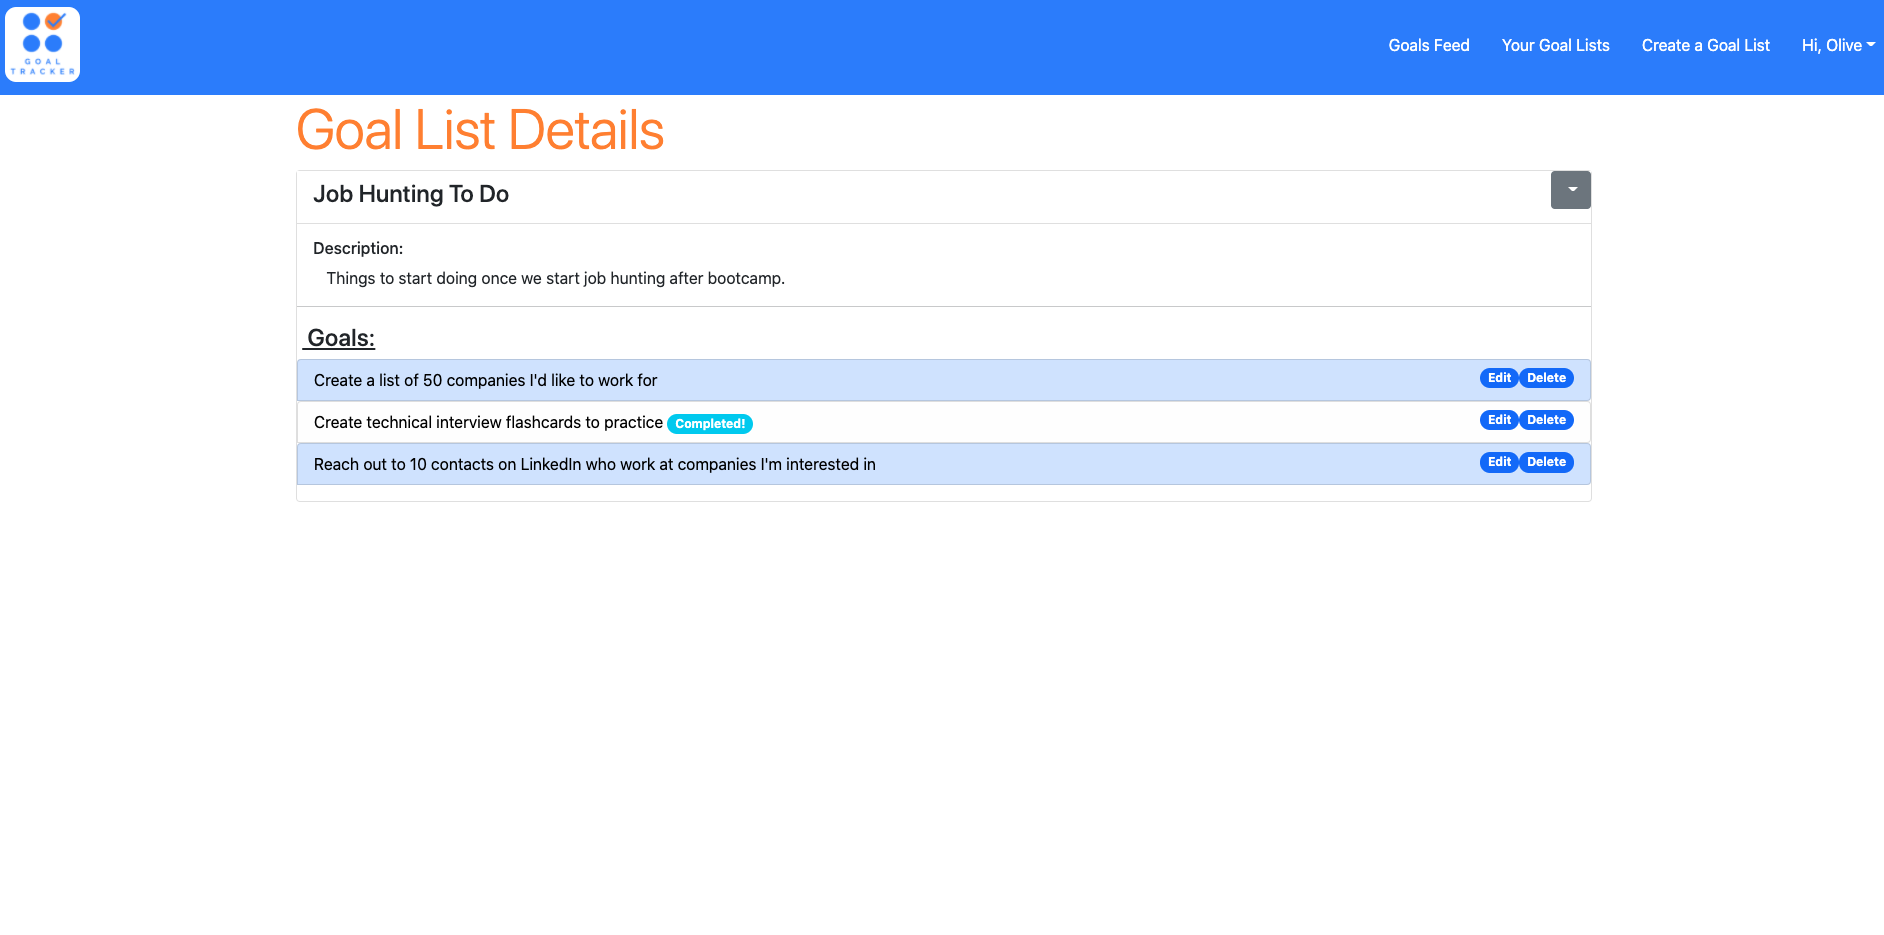 GOAL
TRACKER
Goals Feed Your Goal Lists Create a Goal List Hi, Olive
Goal List Details
Job Hunting To Do
Description:
Things to start doing once we start job hunting after bootcamp.
Goals:
Create a list of 50 companies I'd like to work for Edit Delete
Create technical interview flashcards to practice Completed! Edit Delete
Reach out to 10 contacts on LinkedIn who work at companies I'm interested in Edit Delete